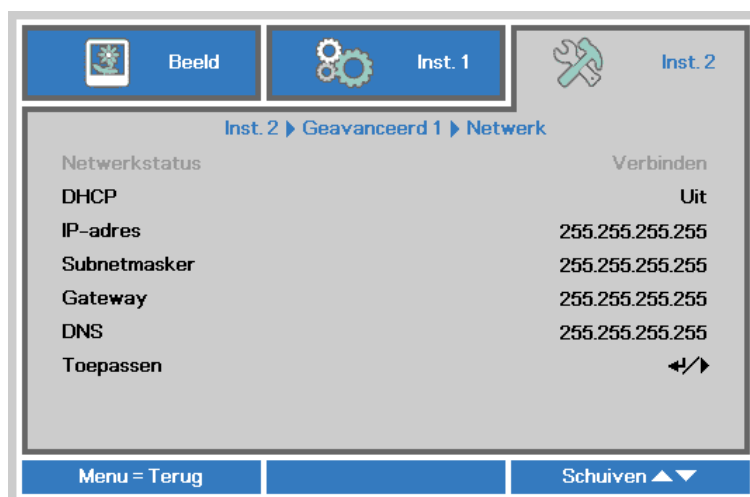 Beeld Inst. 1 Inst. 2
Inst. 2 ▶ Geavanceerd 1 ▶ Netwerk
Netwerkstatus Verbinden
DHCP Uit
IP-adres 255.255.255.255
Subnetmasker 255.255.255.255
Gateway 255.255.255.255
DNS 255.255.255.255
Toepassen ↵/▶
Menu = Terug Schuiven ▲▼